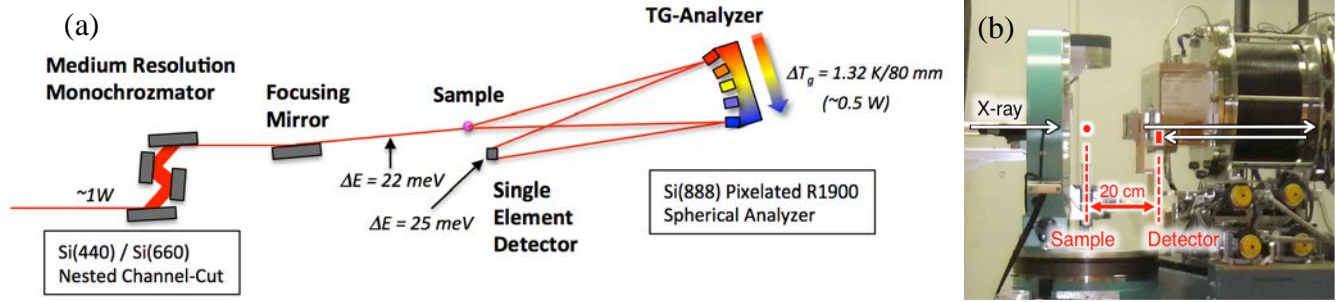 (a)
Medium Resolution
Monochrozmator
Focusing
Mirror
Sample
TG-Analyzer
ΔTg = 1.32 K/80 mm
(~0.5 W)
~1W
ΔE = 22 meV
ΔE = 25 meV
Single
Element
Detector
Si(888) Pixelated R1900
Spherical Analyzer
Si(440) / Si(660)
Nested Channel-Cut
(b)
X-ray
20 cm
Sample
Detector